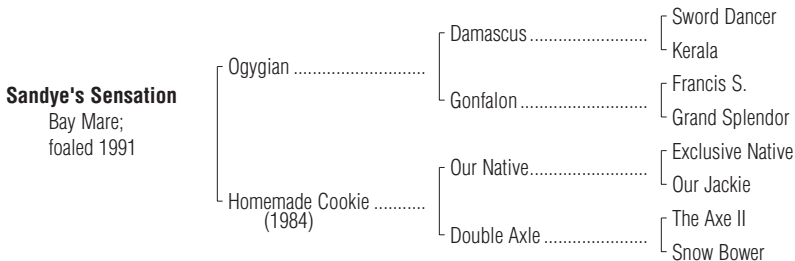 Sword Dancer
Damascus
Kerala
Ogygian
Francis S.
Gonfalon
Grand Splendor
Sandye's Sensation
Bay Mare;
foaled 1991
Exclusive Native
Our Native
Our Jackie
Homemade Cookie
(1984)
The Axe II
Double Axle
Snow Bower